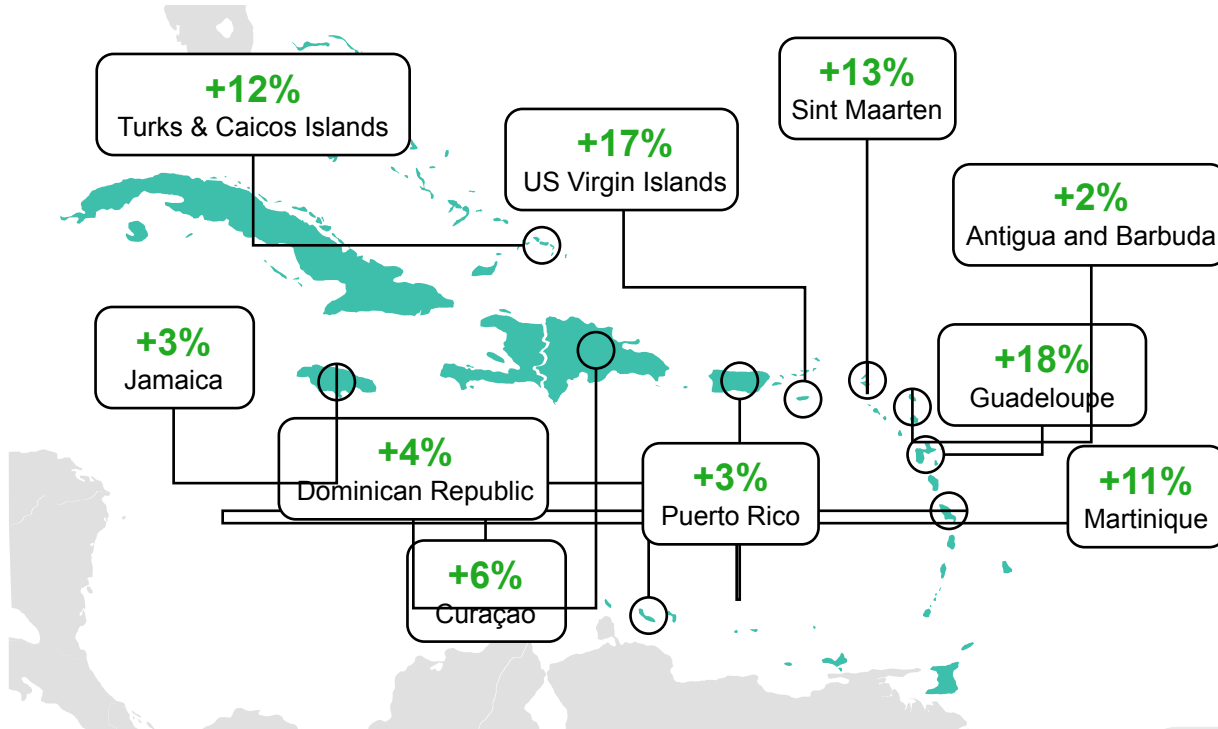 +12%
Turks & Caicos Islands
+17%
US Virgin Islands
+13%
Sint Maarten
+2%
Antigua and Barbuda
+3%
Jamaica
+18%
Guadeloupe
+4%
Dominican Republic
+3%
Puerto Rico
+11%
Martinique
+6%
Curaçao